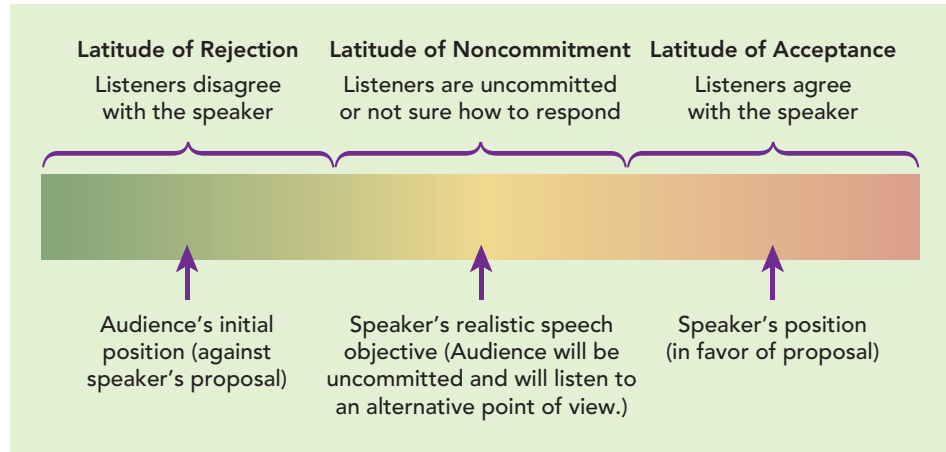 Latitude of Rejection
Listeners disagree
with the speaker
Latitude of Noncommitment
Listeners are uncommitted
or not sure how to respond
Latitude of Acceptance
Listeners agree
with the speaker
Audience's initial
position (against
speaker's proposal)
Speaker's realistic speech
objective (Audience will be
uncommitted and will listen to
an alternative point of view.)
Speaker's position
(in favor of proposal)